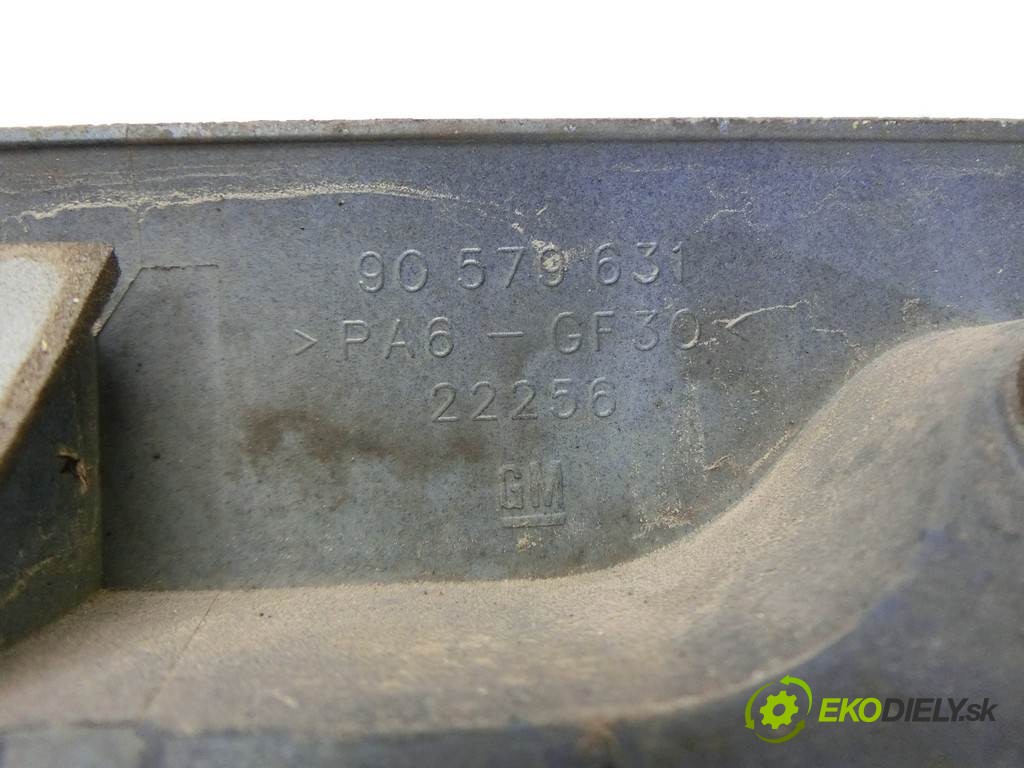 90 579 631
>PA6-GF30<
22256
GM
EKODIELY.sk